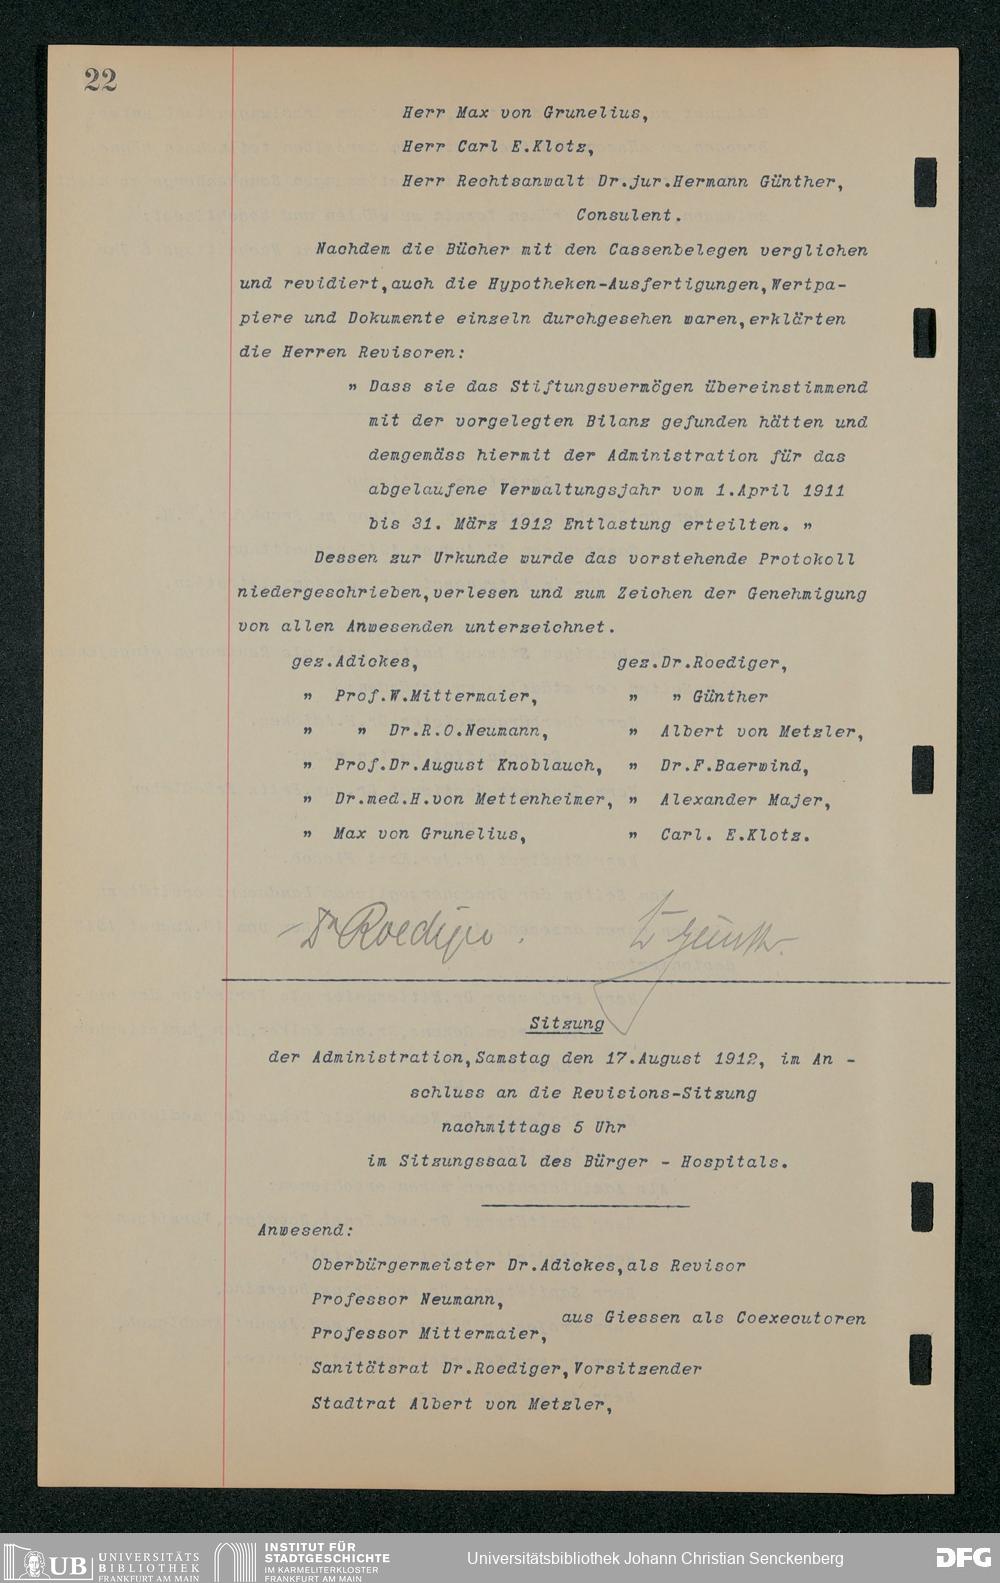 22
Herr Max von Grunelius,
Herr Carl E.Klotz,
Herr Rechtsanwalt Dr.jur.Hermann Günther,
Consulent.
Nachdem die Bücher mit den Cassenbelegen verglichen
und revidiert,auch die Hypotheken-Ausfertigungen,Wertpa-
piere und Dokumente einzeln durchgesehen waren,erklärten
die Herren Revisoren:
" Dass sie das Stiftungsvermögen übereinstimmend
mit der vorgelegten Bilanz gefunden hätten und
demgemäss hiermit der Administration für das
abgelaufene Verwaltungsjahr vom 1.April 1911
bis 31. März 1912 Entlastung erteilten. "
Dessen zur Urkunde wurde das vorstehende Protokoll
niedergeschrieben,verlesen und zum Zeichen der Genehmigung
von allen Anwesenden unterzeichnet.
gez.Adickes, gez.Dr.Roediger,
" Prof.W.Mittermaier, " " Günther
" " Dr.R.O.Neumann, " Albert von Metzler,
" Prof.Dr.August Knoblauch, " Dr.F.Baerwind,
" Dr.med.H.von Mettenheimer, " Alexander Majer,
" Max von Grunelius, " Carl. E.Klotz.
Dr Roediger. Dr Günther.
Sitzung
der Administration,Samstag den 17.August 1912, im An -
schluss an die Revisions-Sitzung
nachmittags 5 Uhr
im Sitzungssaal des Bürger - Hospitals.
Anwesend:
Oberbürgermeister Dr.Adickes,als Revisor
Professor Neumann,
aus Giessen als Coexecutoren
Professor Mittermaier,
Sanitätsrat Dr.Roediger,Vorsitzender
Stadtrat Albert von Metzler,
UB UNIVERSITÄTS
BIBLIOTHEK
FRANKFURT AM MAIN
INSTITUT FÜR
STADTGESCHICHTE
IM KARMELITERKLOSTER
FRANKFURT AM MAIN
Universitätsbibliothek Johann Christian Senckenberg
DFG